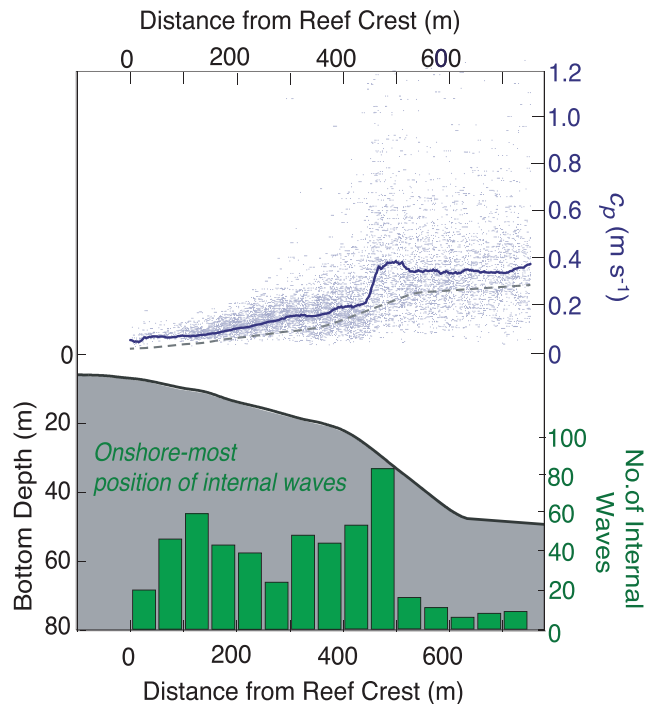 Distance from Reef Crest (m)
0 200 400 600
1.2
1.0
0.8
0.6
0.4
0.2
0
c_p (m s⁻¹)
0
20
40
60
80
Bottom Depth (m)
Onshore-most
position of internal waves
100
80
60
40
20
0
No.of Internal
Waves
0 200 400 600
Distance from Reef Crest (m)